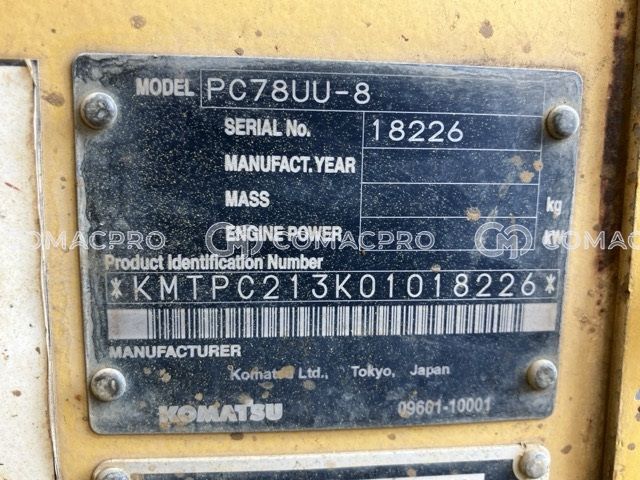 MODEL PC78UU-8
SERIAL No. 18226
MANUFACT. YEAR
MASS kg
ENGINE POWER kW
COMACPRO COMACPRO COMACPRO
Product Identification Number
*KMTPC213K01018226*
MANUFACTURER
Komatsu Ltd., Tokyo, Japan
KOMATSU 09601-10001